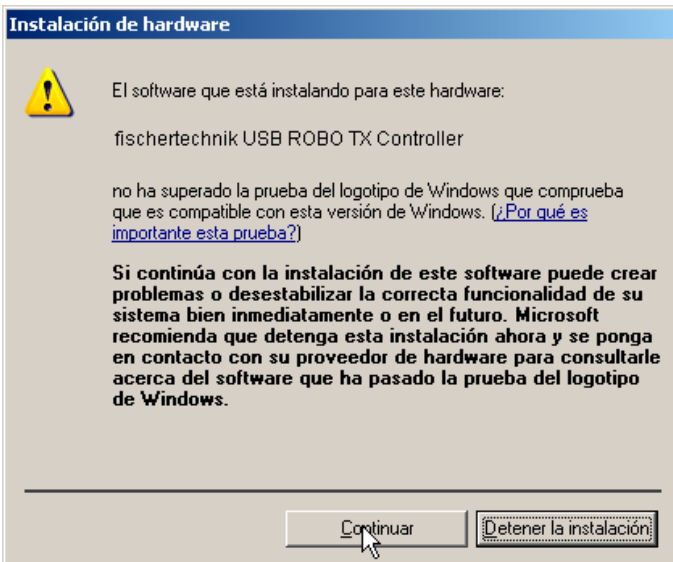 Instalación de hardware
El software que está instalando para este hardware:
fischertechnik USB ROBO TX Controller
no ha superado la prueba del logotipo de Windows que comprueba
que es compatible con esta versión de Windows. (¿Por qué es
importante esta prueba?)
Si continúa con la instalación de este software puede crear
problemas o desestabilizar la correcta funcionalidad de su
sistema bien inmediatamente o en el futuro. Microsoft
recomienda que detenga esta instalación ahora y se ponga
en contacto con su proveedor de hardware para consultarle
acerca del software que ha pasado la prueba del logotipo
de Windows.
Continuar
Detener la instalación